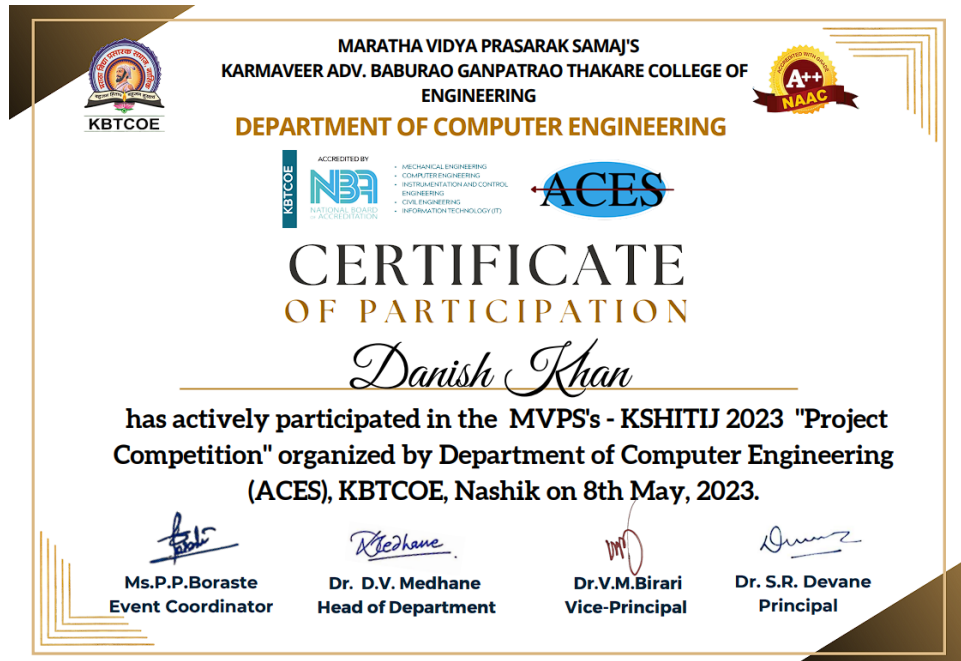 MARATHA VIDYA PRASARAK SAMAJ'S
KARMAVEER ADV. BABURAO GANPATRAO THAKARE COLLEGE OF
ENGINEERING
DEPARTMENT OF COMPUTER ENGINEERING
KBTCOE
ACCREDITED WITH GRADE
A++
NAAC
KBTCOE
ACCREDITED BY
NBA
NATIONAL BOARD
of ACCREDITATION
• MECHANICAL ENGINEERING
• COMPUTER ENGINEERING
• INSTRUMENTATION AND CONTROL
ENGINEERING
• CIVIL ENGINEERING
• INFORMATION TECHNOLOGY (IT)
ACES
CERTIFICATE
OF PARTICIPATION
Danish Khan
has actively participated in the MVPS's - KSHITIJ 2023 "Project
Competition" organized by Department of Computer Engineering
(ACES), KBTCOE, Nashik on 8th May, 2023.
Medhane
Ms.P.P.Boraste
Event Coordinator
Dr. D.V. Medhane
Head of Department
Dr.V.M.Birari
Vice-Principal
Dr. S.R. Devane
Principal